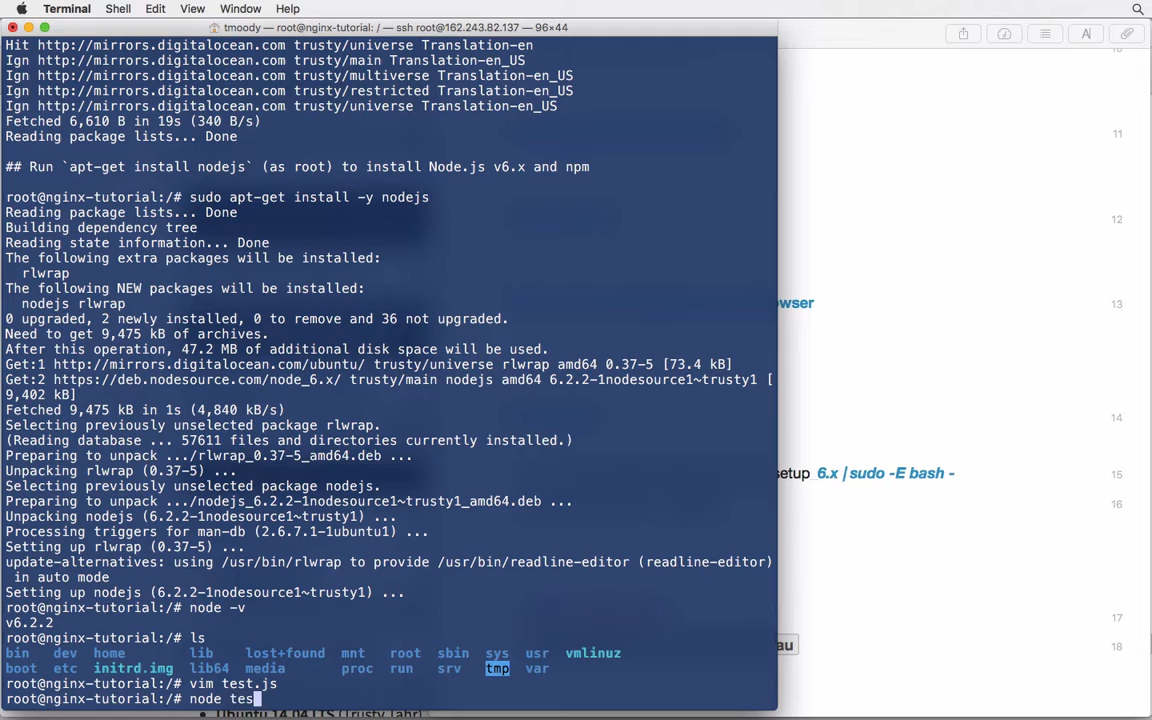 Terminal Shell Edit View Window Help
tmoody — root@nginx-tutorial: / — ssh root@162.243.82.137 — 96×44
Hit http://mirrors.digitalocean.com trusty/universe Translation-en
Ign http://mirrors.digitalocean.com trusty/main Translation-en_US
Ign http://mirrors.digitalocean.com trusty/multiverse Translation-en_US
Ign http://mirrors.digitalocean.com trusty/restricted Translation-en_US
Ign http://mirrors.digitalocean.com trusty/universe Translation-en_US
Fetched 6,610 B in 19s (340 B/s)
Reading package lists... Done
## Run `apt-get install nodejs` (as root) to install Node.js v6.x and npm
root@nginx-tutorial:/# sudo apt-get install -y nodejs
Reading package lists... Done
Building dependency tree
Reading state information... Done
The following extra packages will be installed:
rlwrap
The following NEW packages will be installed:
nodejs rlwrap
0 upgraded, 2 newly installed, 0 to remove and 36 not upgraded.
Need to get 9,475 kB of archives.
After this operation, 47.2 MB of additional disk space will be used.
Get:1 http://mirrors.digitalocean.com/ubuntu/ trusty/universe rlwrap amd64 0.37-5 [73.4 kB]
Get:2 https://deb.nodesource.com/node_6.x/ trusty/main nodejs amd64 6.2.2-1nodesource1~trusty1 [
9,402 kB]
Fetched 9,475 kB in 1s (4,840 kB/s)
Selecting previously unselected package rlwrap.
(Reading database ... 57611 files and directories currently installed.)
Preparing to unpack .../rlwrap_0.37-5_amd64.deb ...
Unpacking rlwrap (0.37-5) ...
Selecting previously unselected package nodejs.
Preparing to unpack .../nodejs_6.2.2-1nodesource1~trusty1_amd64.deb ...
Unpacking nodejs (6.2.2-1nodesource1~trusty1) ...
Processing triggers for man-db (2.6.7.1-1ubuntu1) ...
Setting up rlwrap (0.37-5) ...
update-alternatives: using /usr/bin/rlwrap to provide /usr/bin/readline-editor (readline-editor)
in auto mode
Setting up nodejs (6.2.2-1nodesource1~trusty1) ...
root@nginx-tutorial:/# node -v
v6.2.2
root@nginx-tutorial:/# ls
bin dev home lib lost+found mnt root sbin sys usr vmlinuz
boot etc initrd.img lib64 media proc run srv tmp var
root@nginx-tutorial:/# vim test.js
root@nginx-tutorial:/# node tes
11
12
owser 13
14
setup_6.x | sudo -E bash - 15
16
17
au 18
Ubuntu 14.04 LTS (Trusty Tahr)